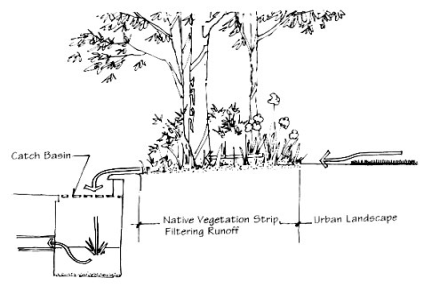 Catch Basin
Native Vegetation Strip
Filtering Runoff
Urban Landscape